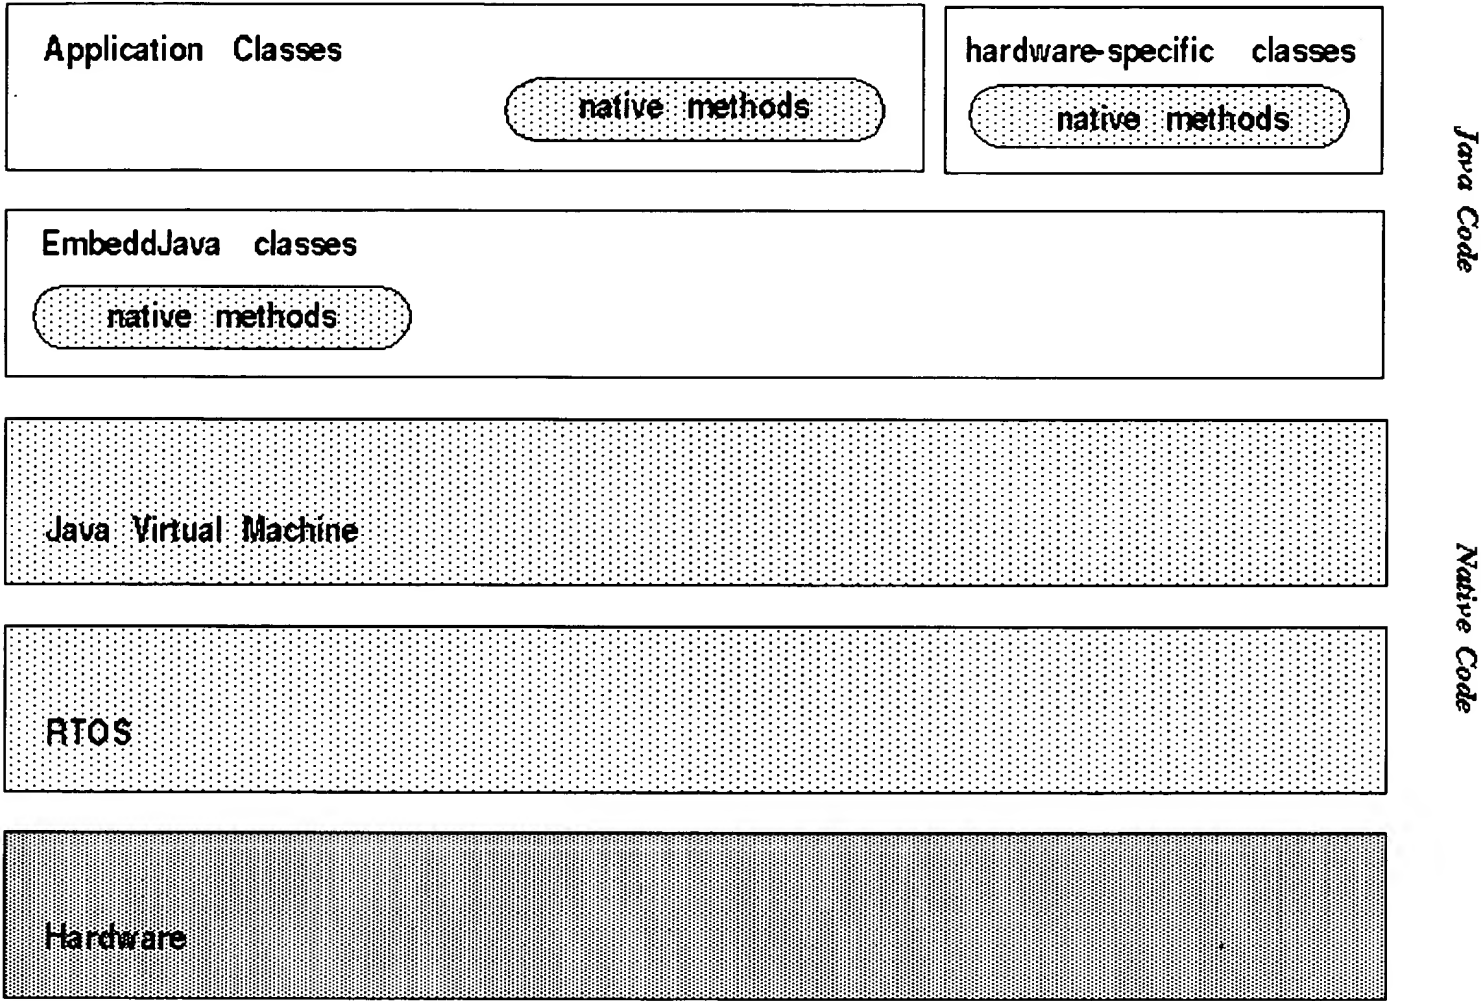 Application Classes
native methods
hardware-specific classes
native methods
Java Code
EmbeddJava classes
native methods
Java Virtual Machine
Native Code
RTOS
Hardware